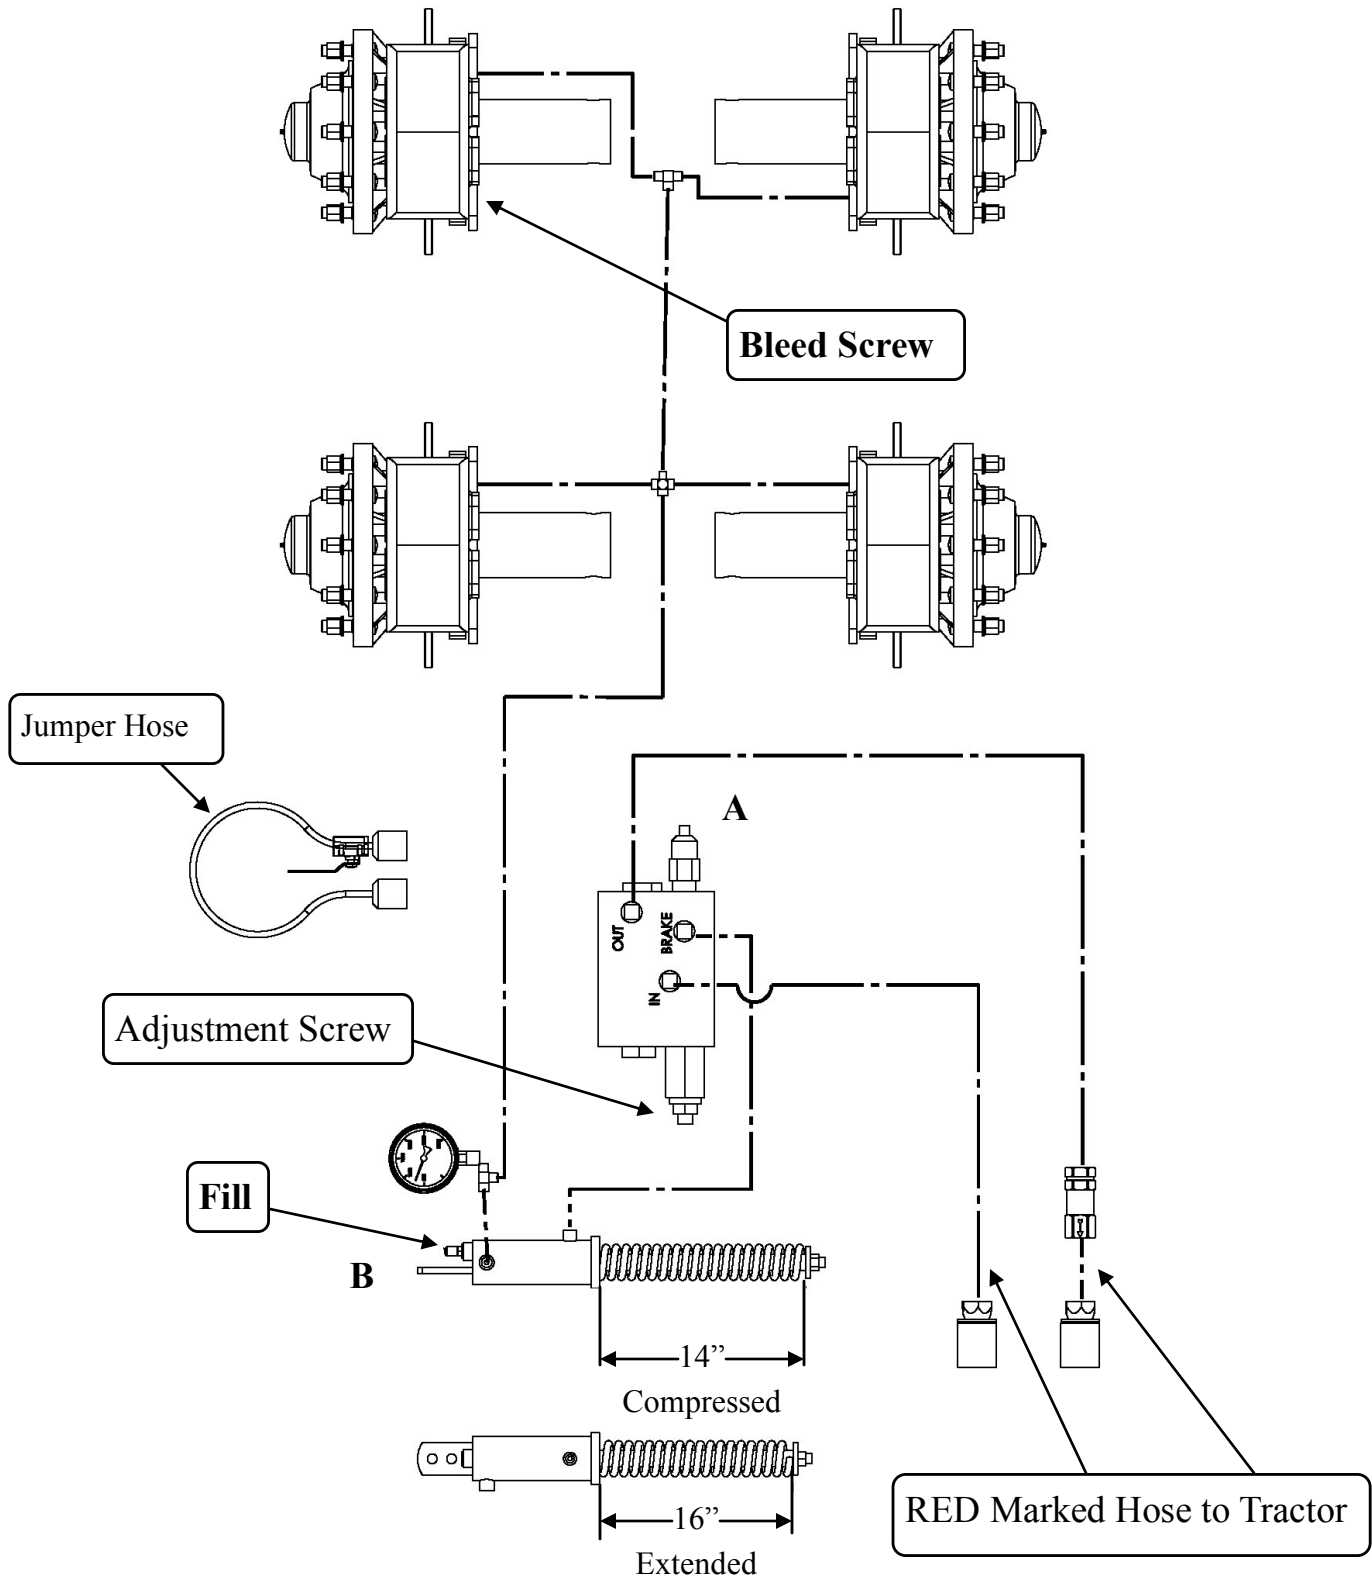 Bleed Screw
Jumper Hose
A
OUT
BRAKE
IN
Adjustment Screw
Fill
B
14”
Compressed
16”
Extended
RED Marked Hose to Tractor